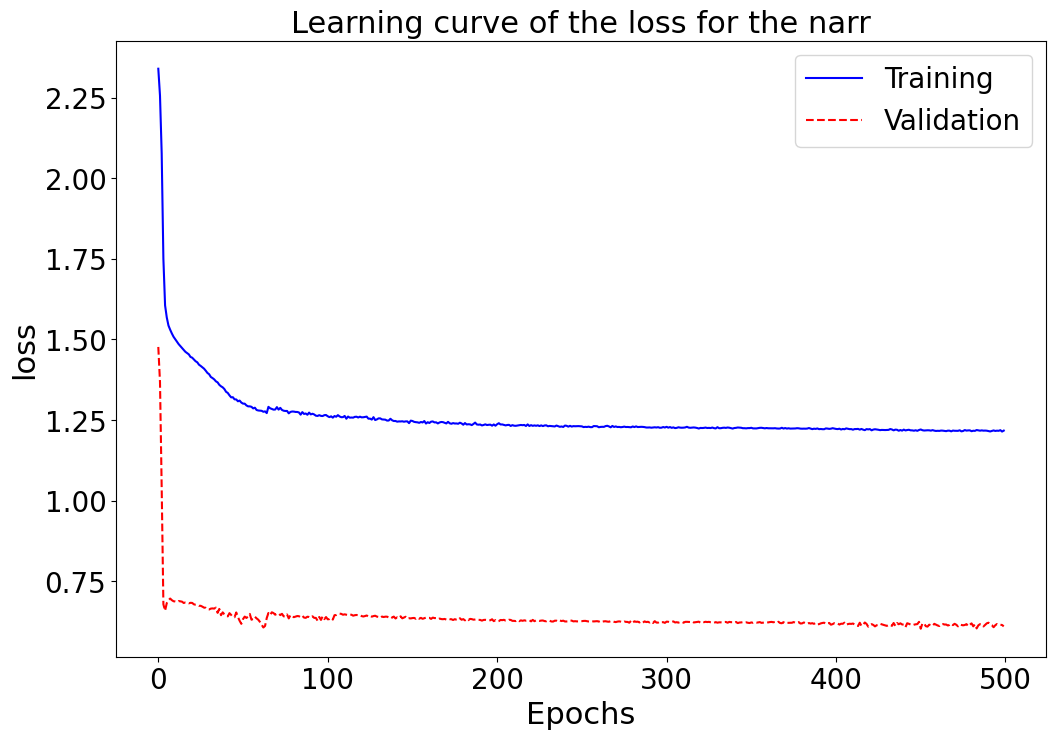 Learning curve of the loss for the narr
Training
Validation
2.25
2.00
1.75
1.50
1.25
1.00
0.75
loss
0 100 200 300 400 500
Epochs